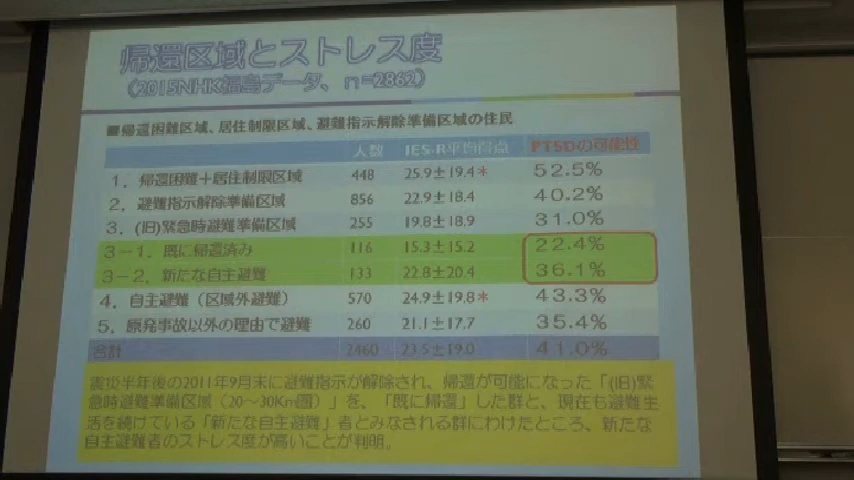 帰還区域とストレス度
(2015NHK福島データ、n=2862)
■帰還困難区域、居住制限区域、避難指示解除準備区域の住民
人数 IES-R平均得点 PTSDの可能性
1．帰還困難＋居住制限区域 448 25.9±19.4＊ 52.5%
2．避難指示解除準備区域 856 22.9±18.4 40.2%
3．(旧)緊急時避難準備区域 255 19.8±18.9 31.0%
3－1．既に帰還済み 116 15.3±15.2 22.4%
3－2．新たな自主避難 133 22.8±20.4 36.1%
4．自主避難（区域外避難） 570 24.9±19.8＊ 43.3%
5．原発事故以外の理由で避難 260 21.1±17.7 35.4%
合計 2460 23.5±19.0 41.0%
震災半年後の2011年9月末に避難指示が解除され、帰還が可能になった「(旧)緊
急時避難準備区域（20～30Km圏）」を、「既に帰還」した群と、現在も避難生
活を続けている「新たな自主避難」者とみなされる群にわけたところ、新たな
自主避難者のストレス度が高いことが判明。